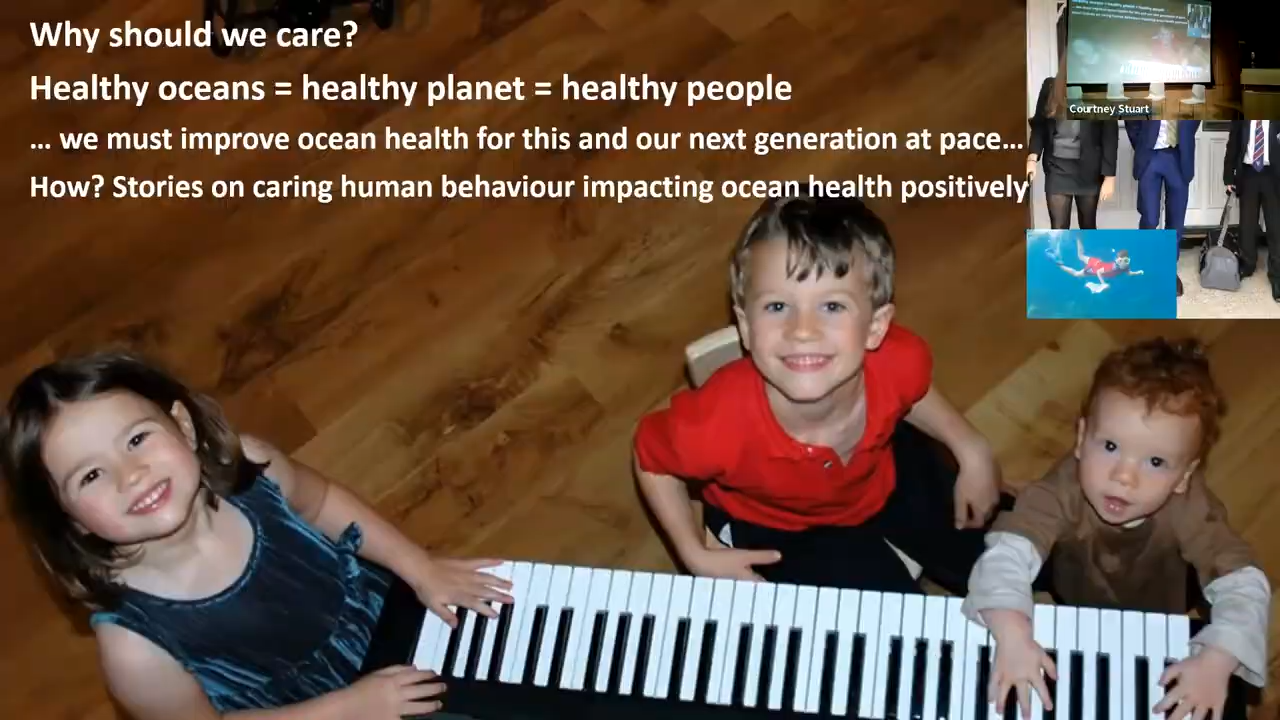 Why should we care?
Healthy oceans = healthy planet = healthy people
... we must improve ocean health for this and our next generation at pace...
How? Stories on caring human behaviour impacting ocean health positively
Courtney Stuart